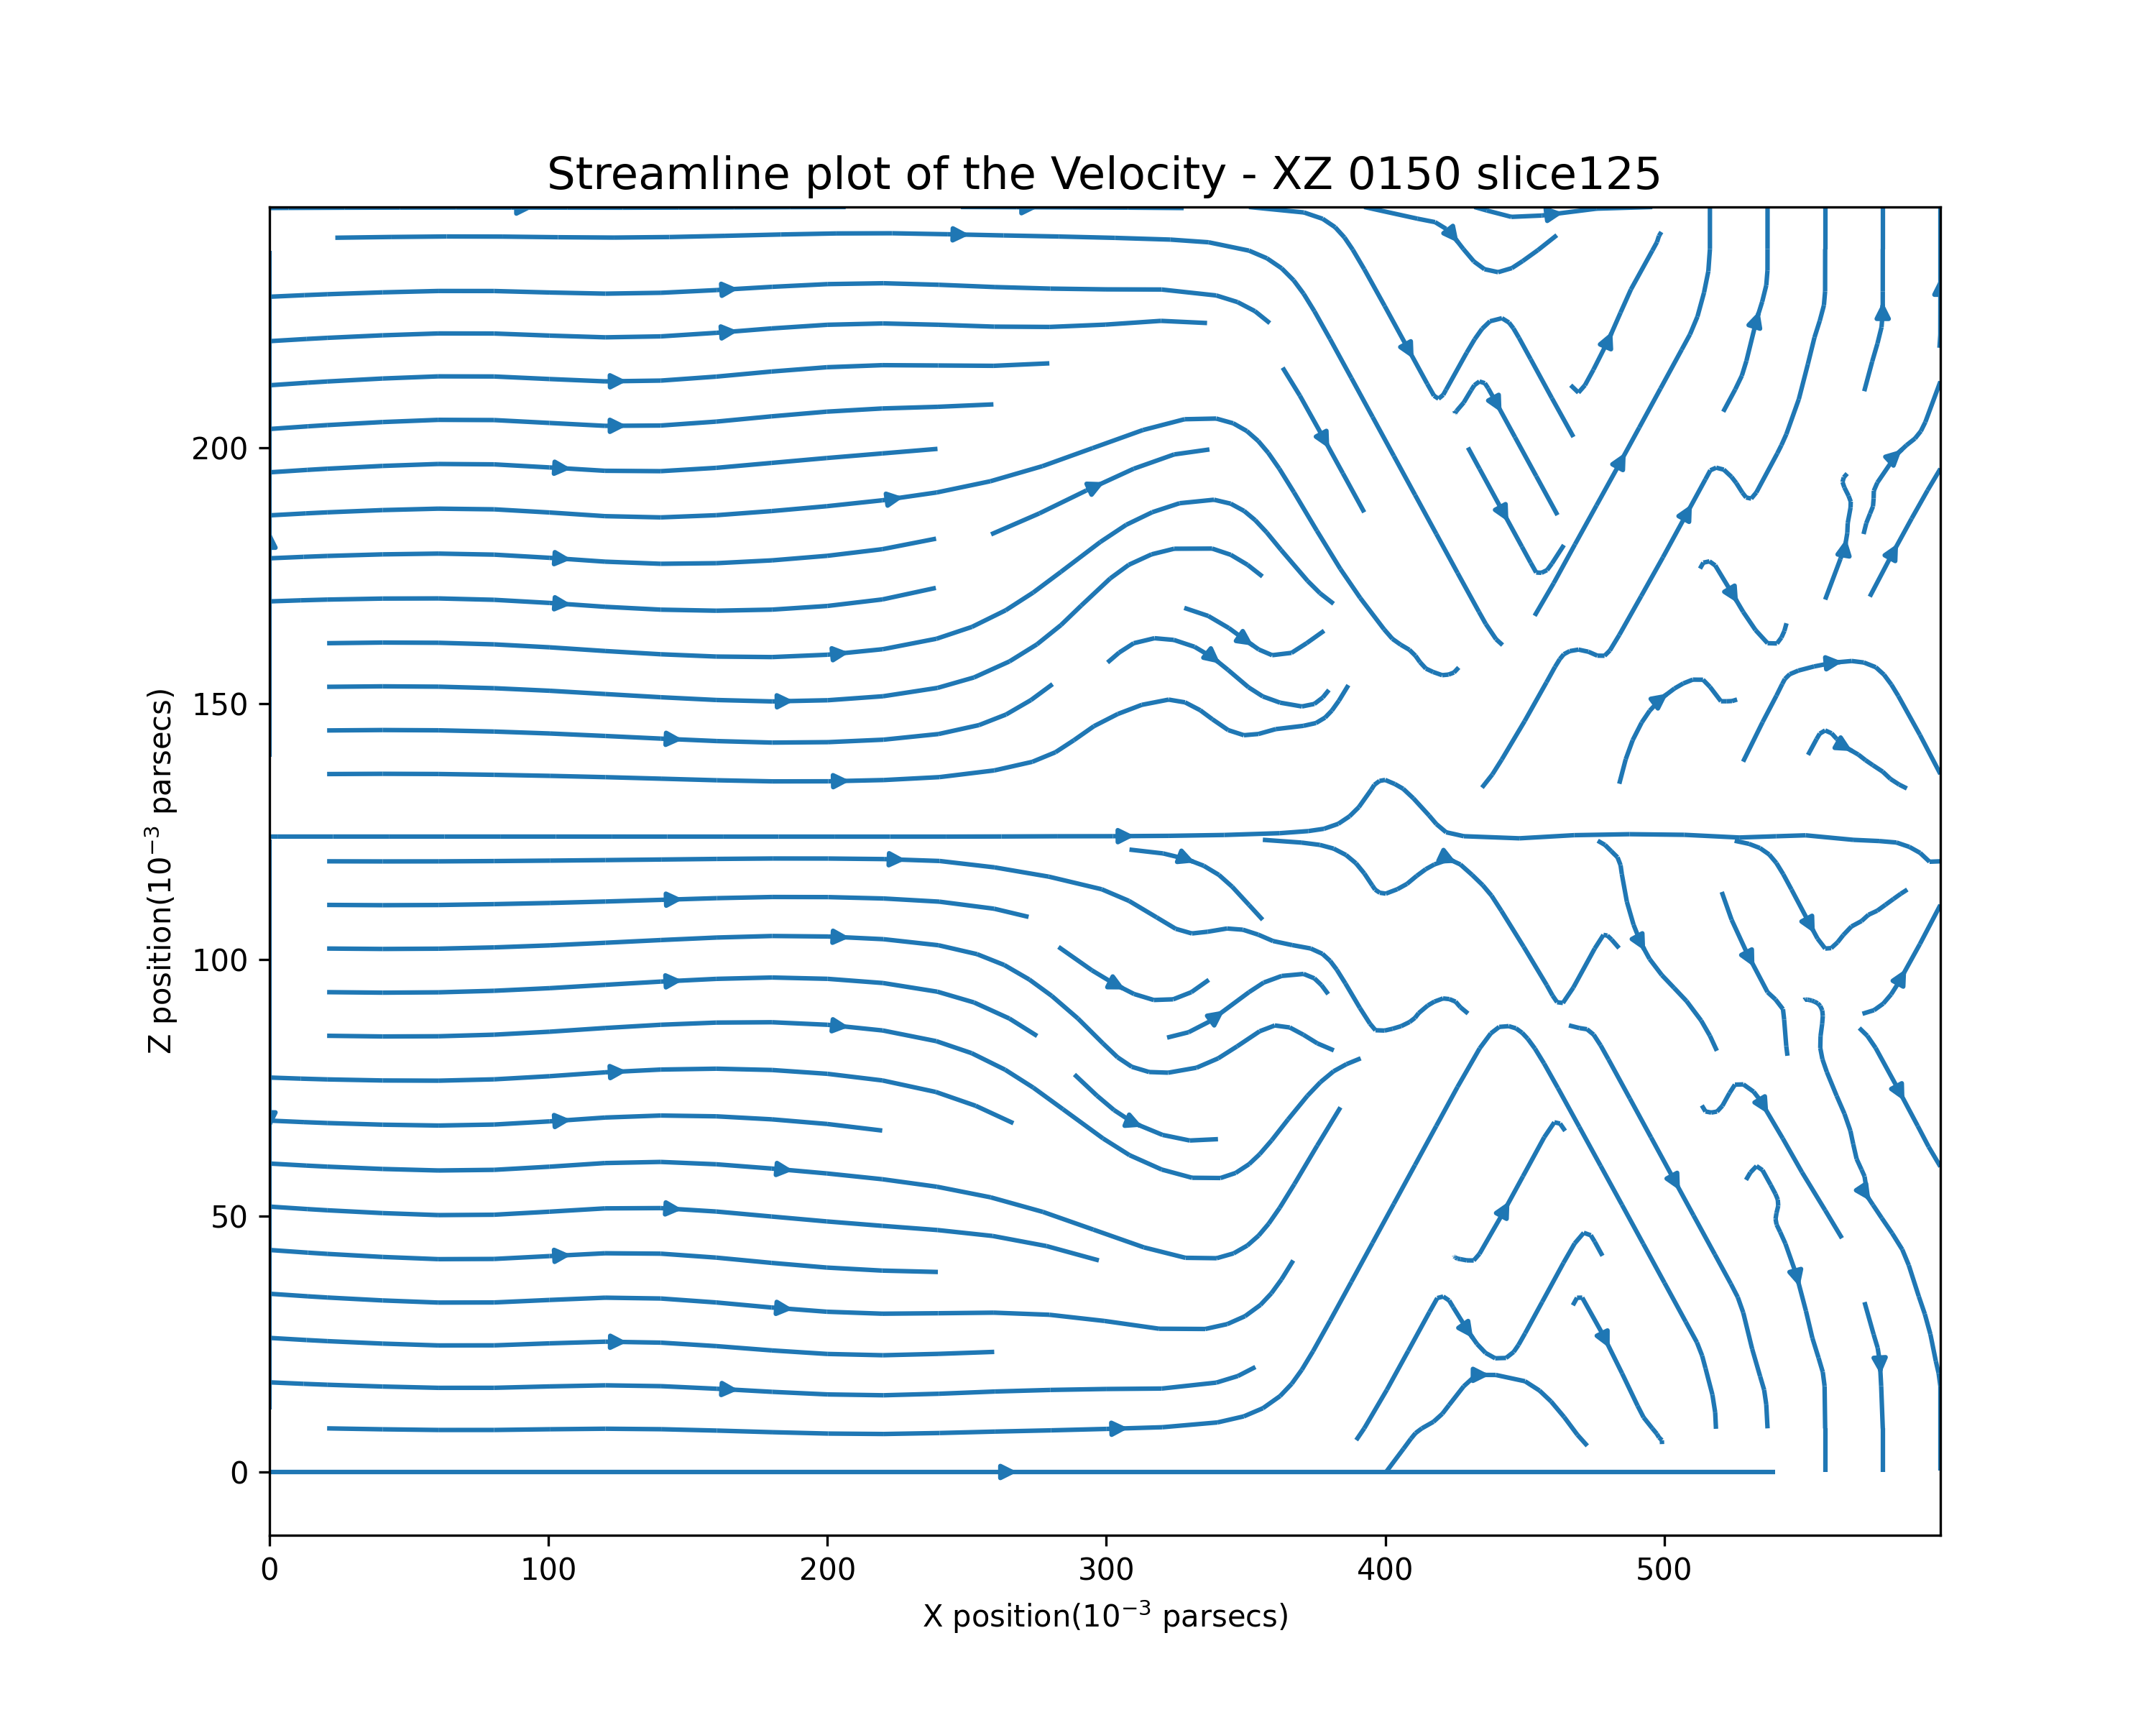 Streamline plot of the Velocity - XZ 0150 slice125
Z position(10⁻³ parsecs)
200
150
100
50
0
0 100 200 300 400 500
X position(10⁻³ parsecs)